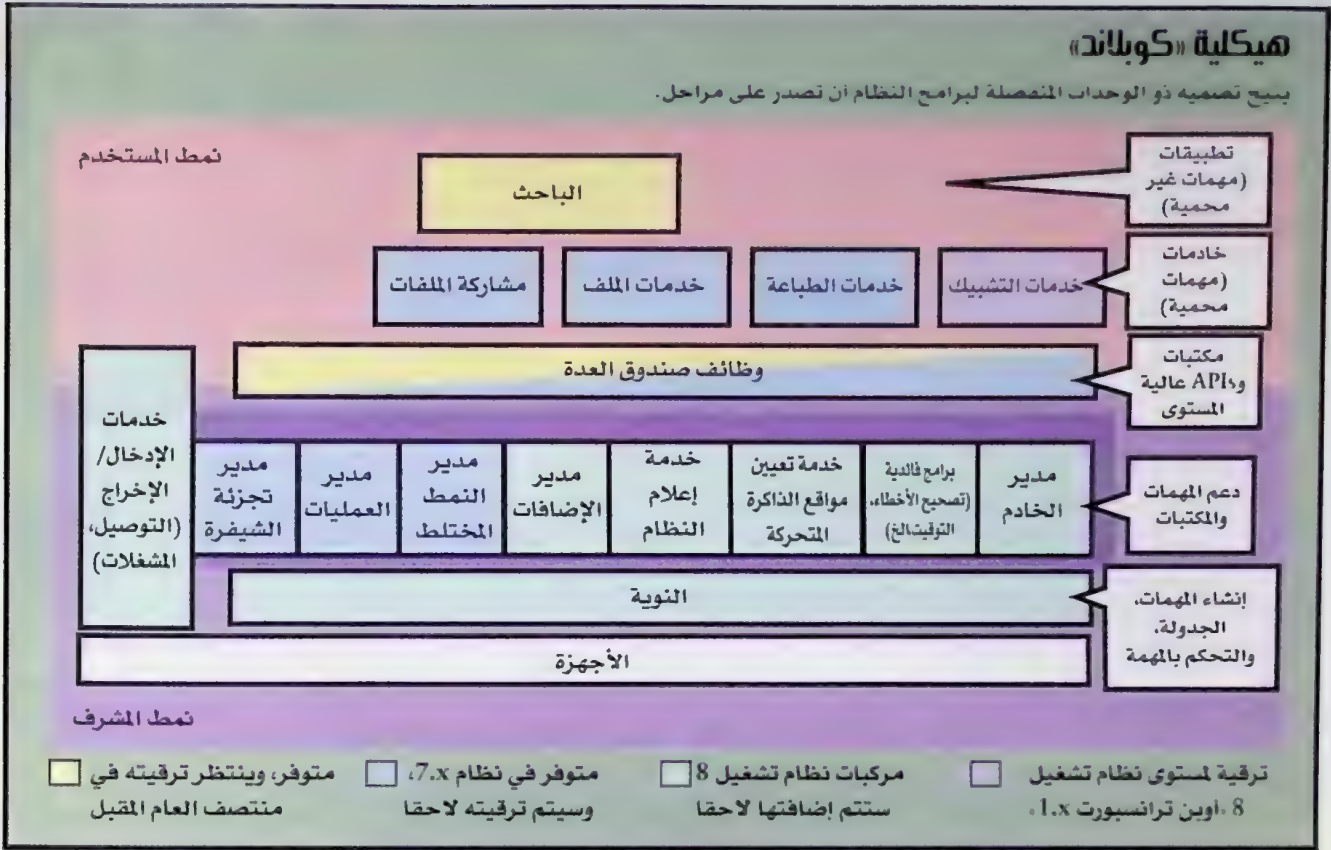 هيكلية «كوبلاند»
يتيح تصميمه ذو الوحدات المنفصلة لبرامج النظام أن تصدر على مراحل.
نمط المستخدم
تطبيقات
(مهمات غير
محمية)
الباحث
خادمات
(مهمات
محمية)
خدمات التشبيك
خدمات الطباعة
خدمات الملف
مشاركة الملفات
مكتبات
وAPIs عالية
المستوى
وظائف صندوق العدة
خدمات
الإدخال/
الإخراج
(التوصيل،
المشغلات)
دعم المهمات
والمكتبات
مدير
الخادم
برامج فائدية
(تصحيح الأخطاء،
التوقيت الخ)
خدمة تعيين
مواقع الذاكرة
المتحركة
خدمة
إعلام
النظام
مدير
الإضافات
مدير
النمط
المختلط
مدير
العمليات
مدير
تجزئة
الشيفرة
إنشاء المهمات،
الجدولة،
والتحكم بالمهمة
النوية
الأجهزة
نمط المشرف
ترقية لمستوى نظام تشغيل
8 ،أوبن ترانسبورت 1.x،
مركبات نظام تشغيل 8
ستتم إضافتها لاحقا
متوفر في نظام 7.x،
وسيتم ترقيته لاحقا
متوفر، وينتظر ترقيته في
منتصف العام المقبل